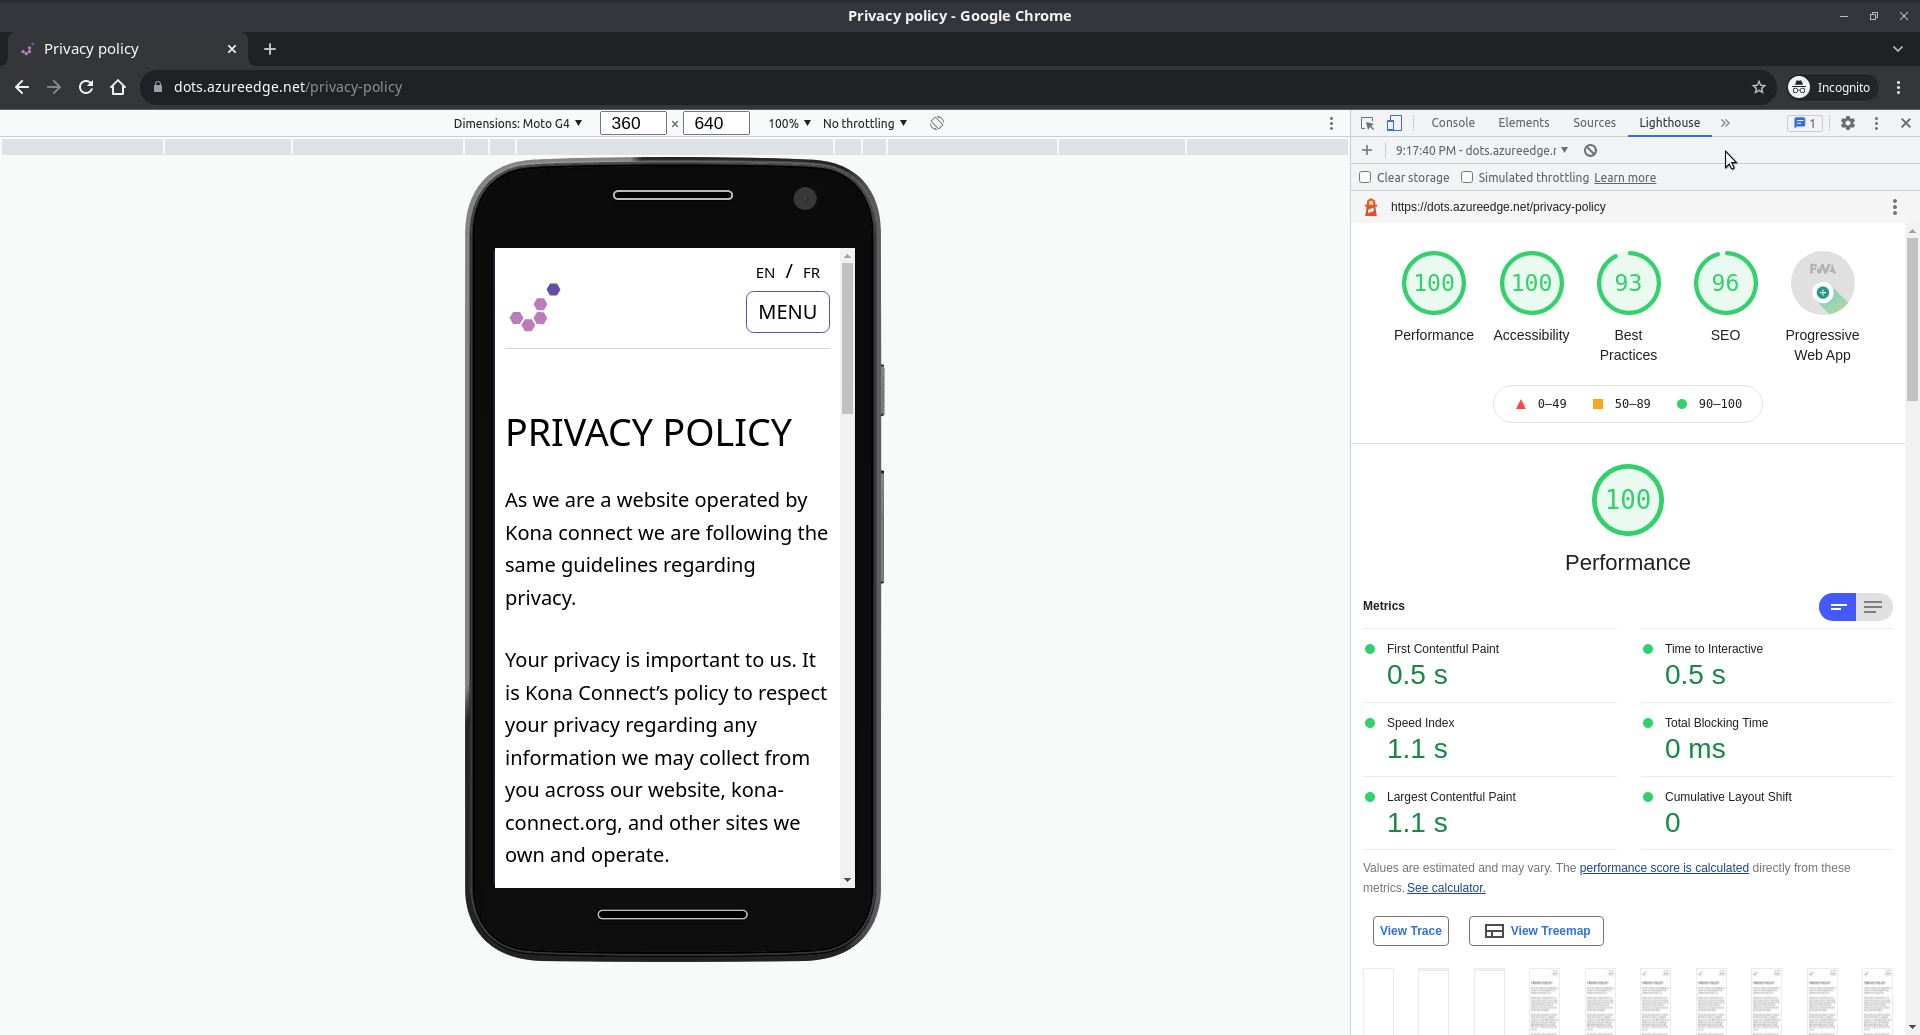 Privacy policy - Google Chrome
Privacy policy
dots.azureedge.net/privacy-policy
Incognito
Dimensions: Moto G4
360 × 640
100%
No throttling
Console
Elements
Sources
Lighthouse
1
9:17:40 PM - dots.azureedge.
Clear storage
Simulated throttling Learn more
https://dots.azureedge.net/privacy-policy
EN / FR
MENU
PRIVACY POLICY
As we are a website operated by
Kona connect we are following the
same guidelines regarding
privacy.
Your privacy is important to us. It
is Kona Connect’s policy to respect
your privacy regarding any
information we may collect from
you across our website, kona-
connect.org, and other sites we
own and operate.
100
Performance
100
Accessibility
93
Best
Practices
96
SEO
PWA
Progressive
Web App
0–49
50–89
90–100
100
Performance
Metrics
First Contentful Paint
0.5 s
Time to Interactive
0.5 s
Speed Index
1.1 s
Total Blocking Time
0 ms
Largest Contentful Paint
1.1 s
Cumulative Layout Shift
0
Values are estimated and may vary. The performance score is calculated directly from these
metrics. See calculator.
View Trace
View Treemap